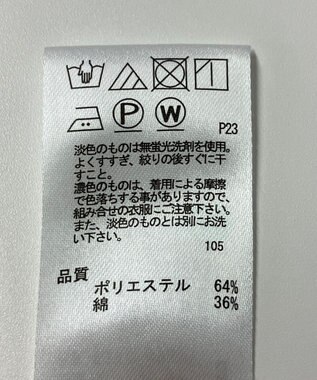 P W P23
淡色のものは無蛍光洗剤を使用。
よくすすぎ、絞りの後すぐに干
すこと。
濃色のものは、着用による摩擦
で色落ちする事がありますので、
組み合せの衣服にご注意下さい。
また、淡色のものとは別にお洗
い下さい。
105
品質
ポリエステル 64%
綿 36%